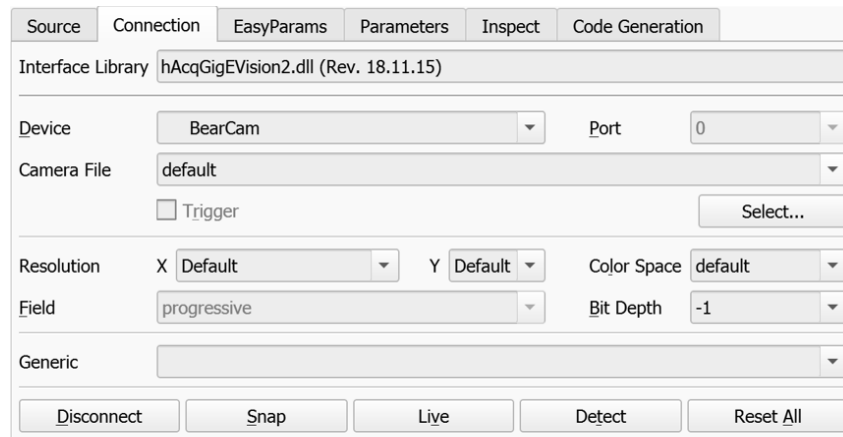 Source Connection EasyParams Parameters Inspect Code Generation
Interface Library hAcqGigEVision2.dll (Rev. 18.11.15)
Device BearCam Port 0
Camera File default
Trigger Select...
Resolution X Default Y Default Color Space default
Field progressive Bit Depth -1
Generic
Disconnect Snap Live Detect Reset All